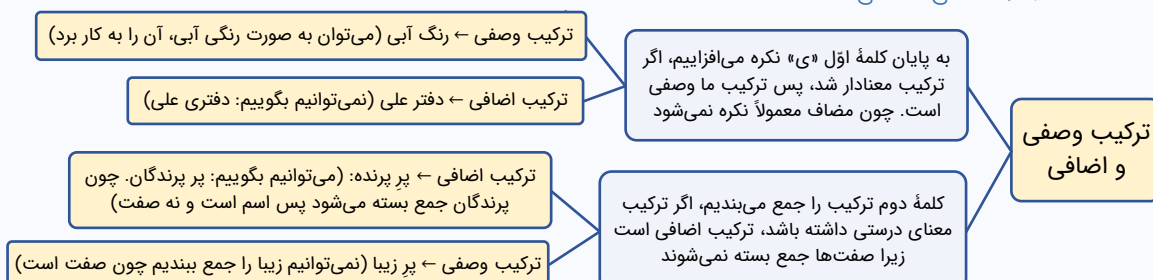 ترکیب وصفی
و اضافی
به پایان کلمهٔ اوّل «ی» نکره می‌افزاییم، اگر
ترکیب معنادار شد، پس ترکیب ما وصفی
است. چون مضاف معمولاً نکره نمی‌شود
ترکیب وصفی ← رنگ آبی (می‌توان به صورت رنگی آبی، آن را به کار برد)
ترکیب اضافی ← دفتر علی (نمی‌توانیم بگوییم: دفتری علی)
کلمهٔ دوم ترکیب را جمع می‌بندیم، اگر ترکیب
معنای درستی داشته باشد، ترکیب اضافی است
زیرا صفت‌ها جمع بسته نمی‌شوند
ترکیب اضافی ← پرِ پرنده: (می‌توانیم بگوییم: پر پرندگان. چون
پرندگان جمع بسته می‌شود پس اسم است و نه صفت)
ترکیب وصفی ← پرِ زیبا (نمی‌توانیم زیبا را جمع ببندیم چون صفت است)